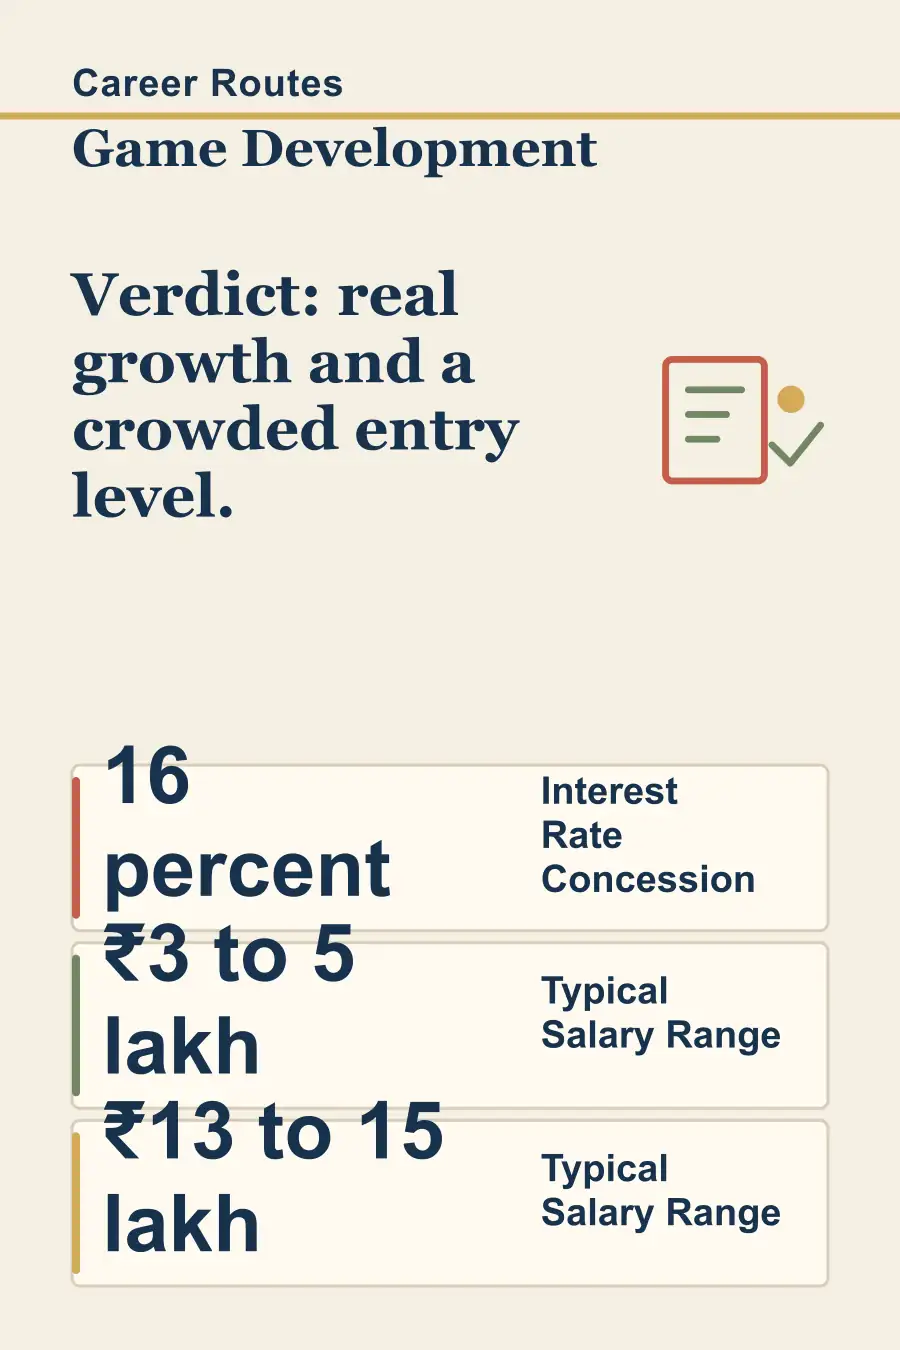 Career Routes
Game Development
Verdict: real
growth and a
crowded entry
level.
16
percent
Interest
Rate
Concession
₹3 to 5
lakh
Typical
Salary Range
₹13 to 15
lakh
Typical
Salary Range